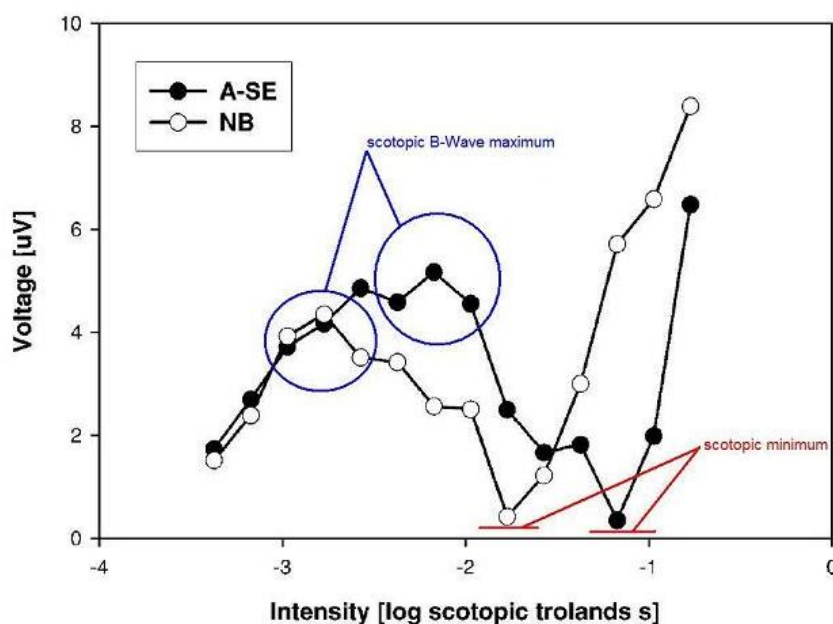 10
A-SE
NB
scotopic B-Wave maximum
8
6
Voltage [uV]
4
2
scotopic minimum
0
-4 -3 -2 -1 0
Intensity [log scotopic trolands s]